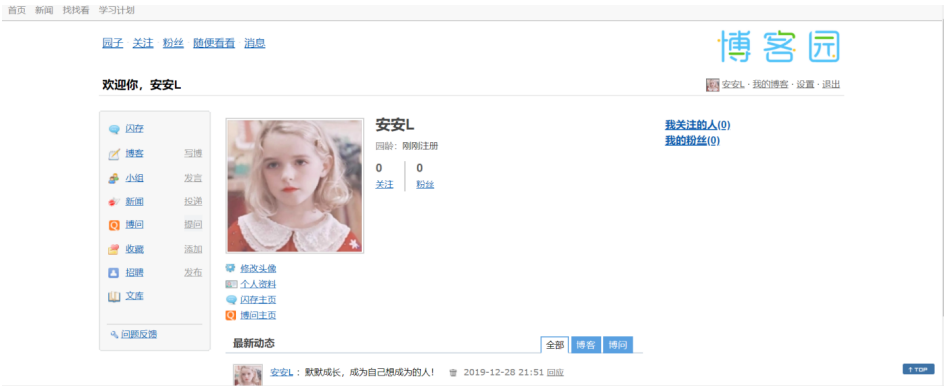 首页 新闻 找找看 学习计划
园子 关注 粉丝 随便看看 消息
博客园
欢迎你，安安L
安安L · 我的博客 · 设置 · 退出
闪存
博客 写博
小组 发言
新闻 投递
博问 提问
收藏 添加
招聘 发布
文库
问题反馈
安安L
园龄：刚刚注册
0 0
关注 粉丝
我关注的人(0)
我的粉丝(0)
修改头像
个人资料
闪存主页
博问主页
最新动态 全部 博客 博问
安安L：默默成长，成为自己想成为的人！ 2019-12-28 21:51 回应
TOP